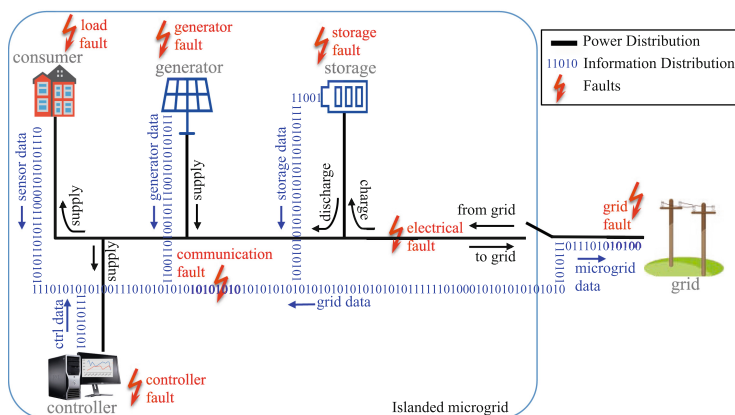 load
fault
generator
fault
storage
fault
consumer
generator
storage
Power Distribution
11010 Information Distribution
Faults
11001
sensor data
supply
generator data
supply
storage data
discharge
charge
electrical
fault
from grid
to grid
grid
fault
microgrid
data
grid
communication
fault
supply
grid data
ctrl data
controller
fault
controller
Islanded microgrid